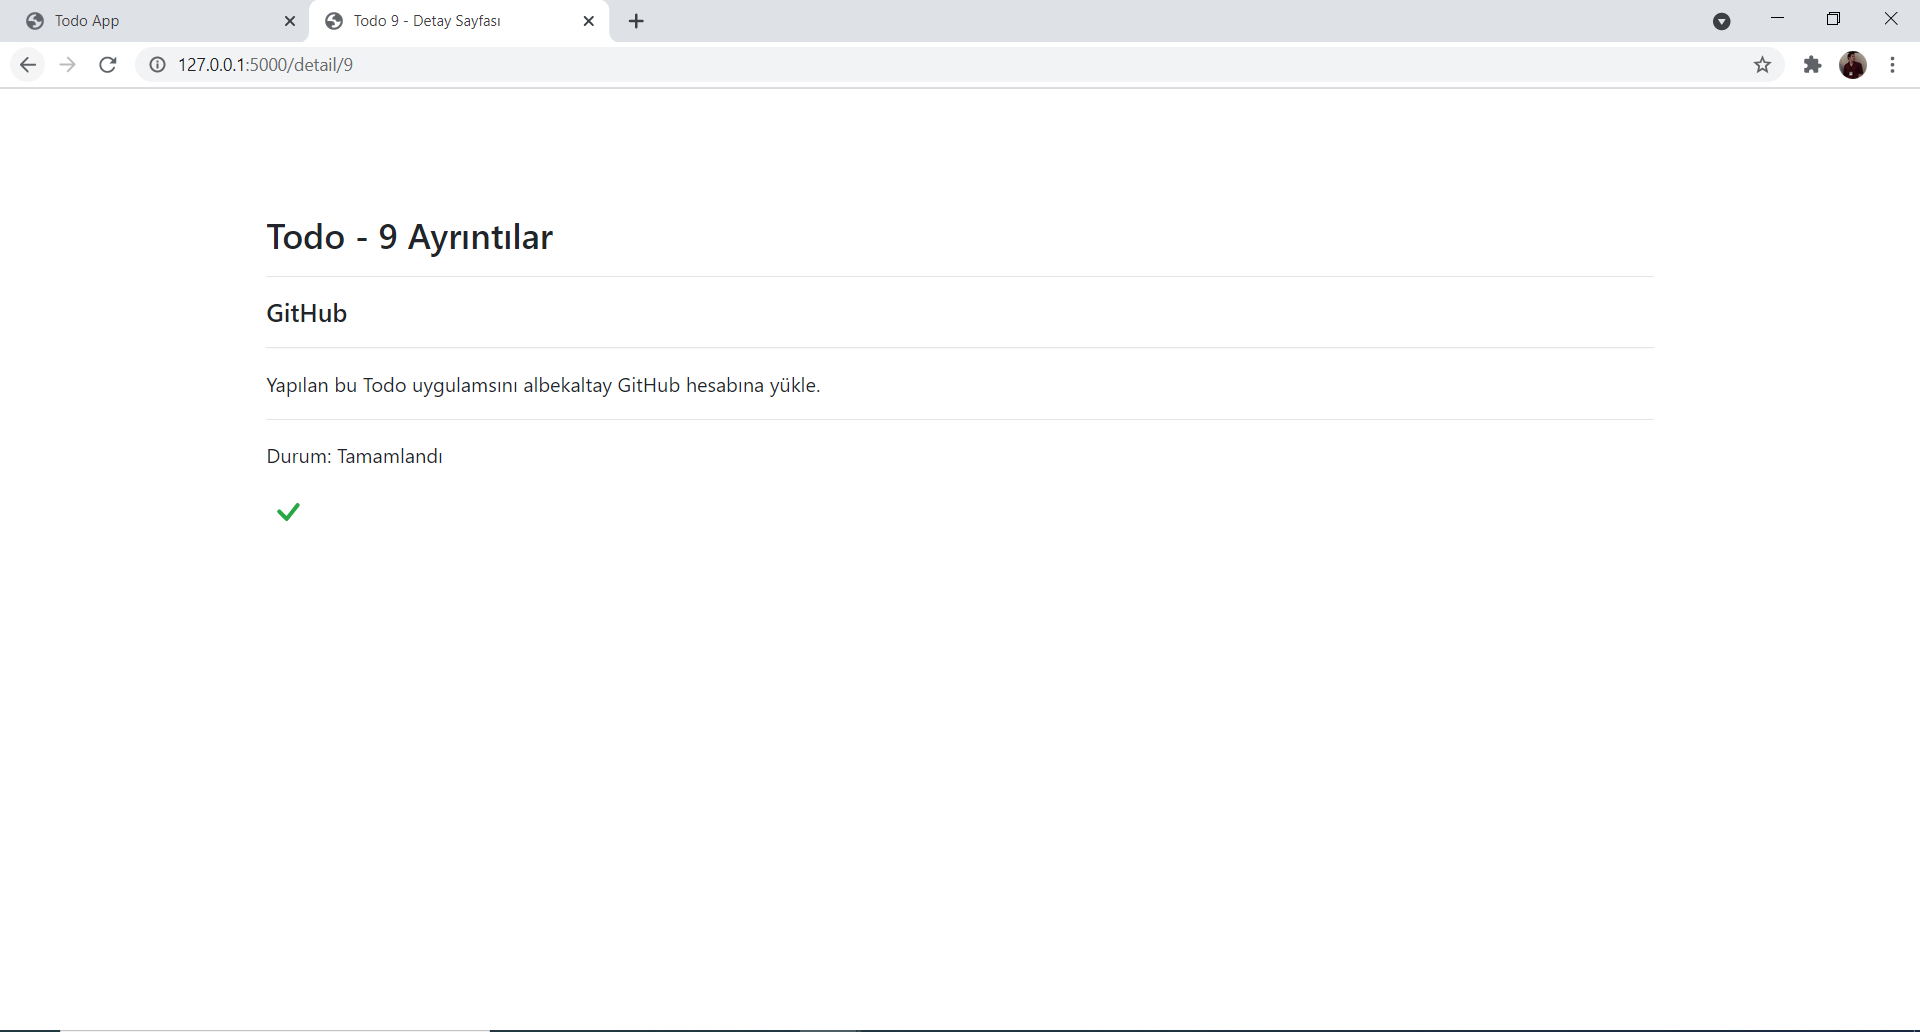 Todo App
Todo 9 - Detay Sayfası
127.0.0.1:5000/detail/9
Todo - 9 Ayrıntılar
GitHub
Yapılan bu Todo uygulamsını albekaltay GitHub hesabına yükle.
Durum: Tamamlandı